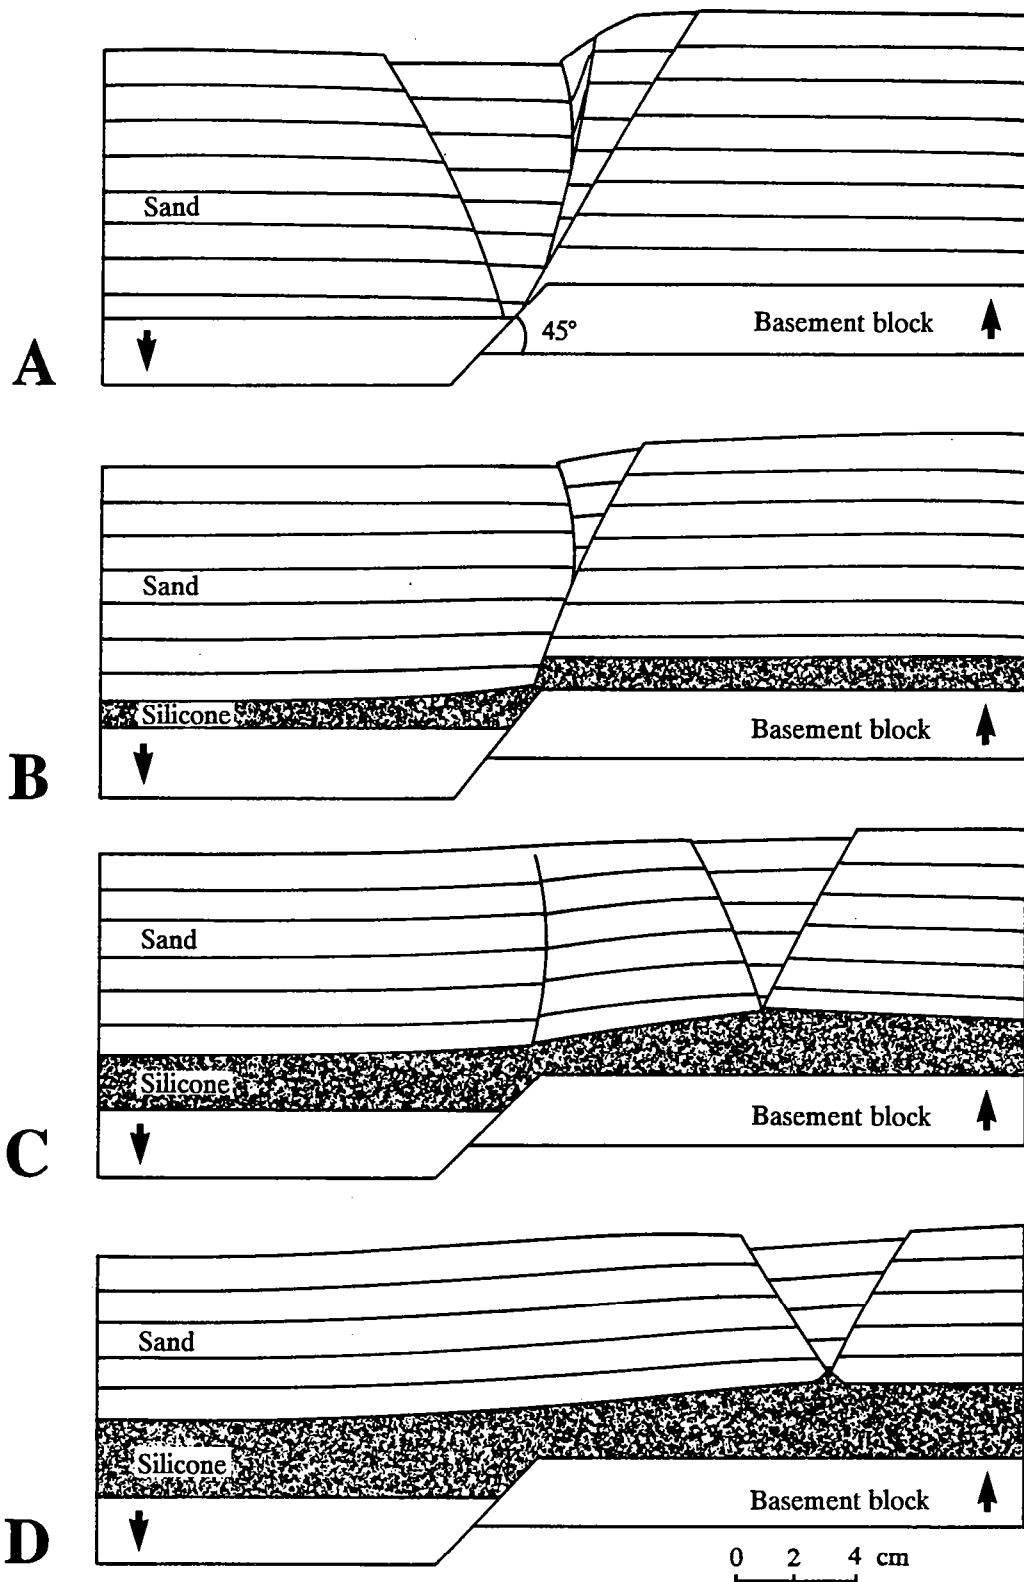 Sand
45°
Basement block
A
Sand
Silicone
Basement block
B
Sand
Silicone
Basement block
C
Sand
Silicone
Basement block
D
0 2 4 cm